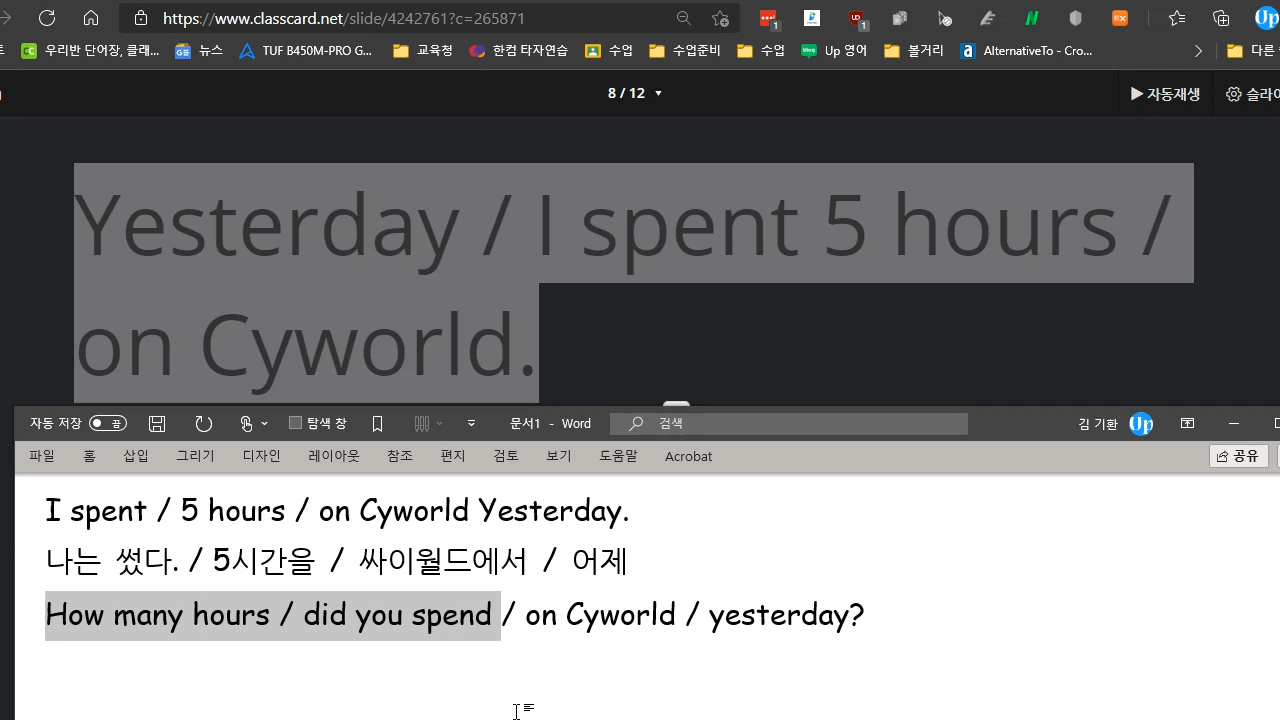 https://www.classcard.net/slide/4242761?c=265871
우리반 단어장, 클래... 뉴스 TUF B450M-PRO G... 교육청 한컴 타자연습 수업 수업준비 수업 Up 영어 볼거리 AlternativeTo - Cro... 다른
8 / 12 자동재생 슬라이
Yesterday / I spent 5 hours /
on Cyworld.
자동 저장 끔 탐색 창 문서1 - Word 검색 김 기환 Up
파일 홈 삽입 그리기 디자인 레이아웃 참조 편지 검토 보기 도움말 Acrobat 공유
I spent / 5 hours / on Cyworld Yesterday.
나는 썼다. / 5시간을 / 싸이월드에서 / 어제
How many hours / did you spend / on Cyworld / yesterday?